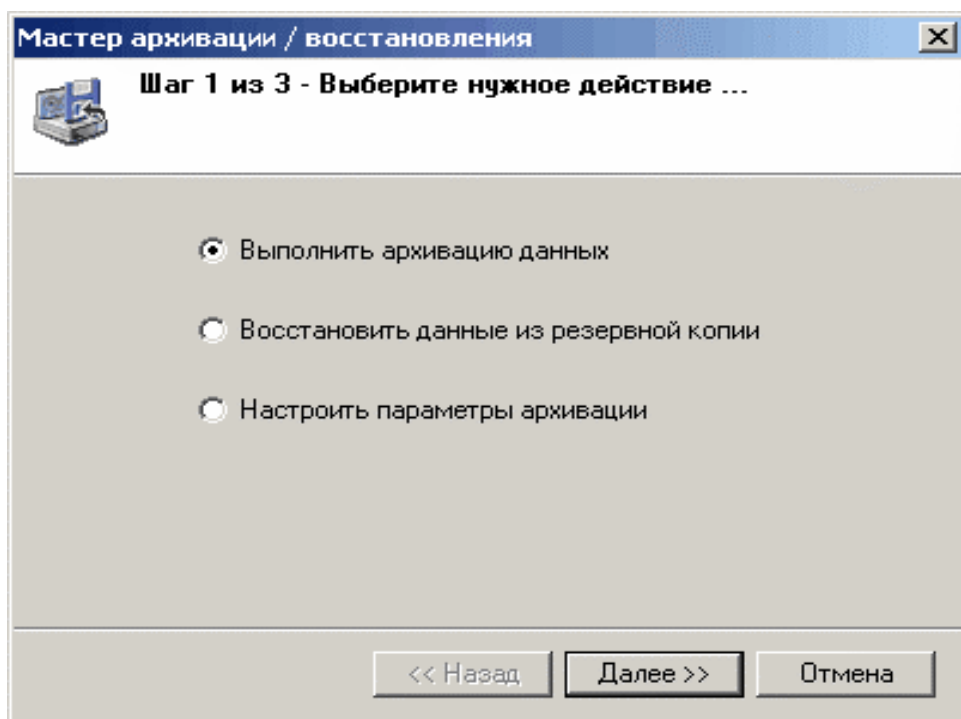 Мастер архивации / восстановления
Шаг 1 из 3 - Выберите нужное действие ...
Выполнить архивацию данных
Восстановить данные из резервной копии
Настроить параметры архивации
<< Назад
Далее >>
Отмена